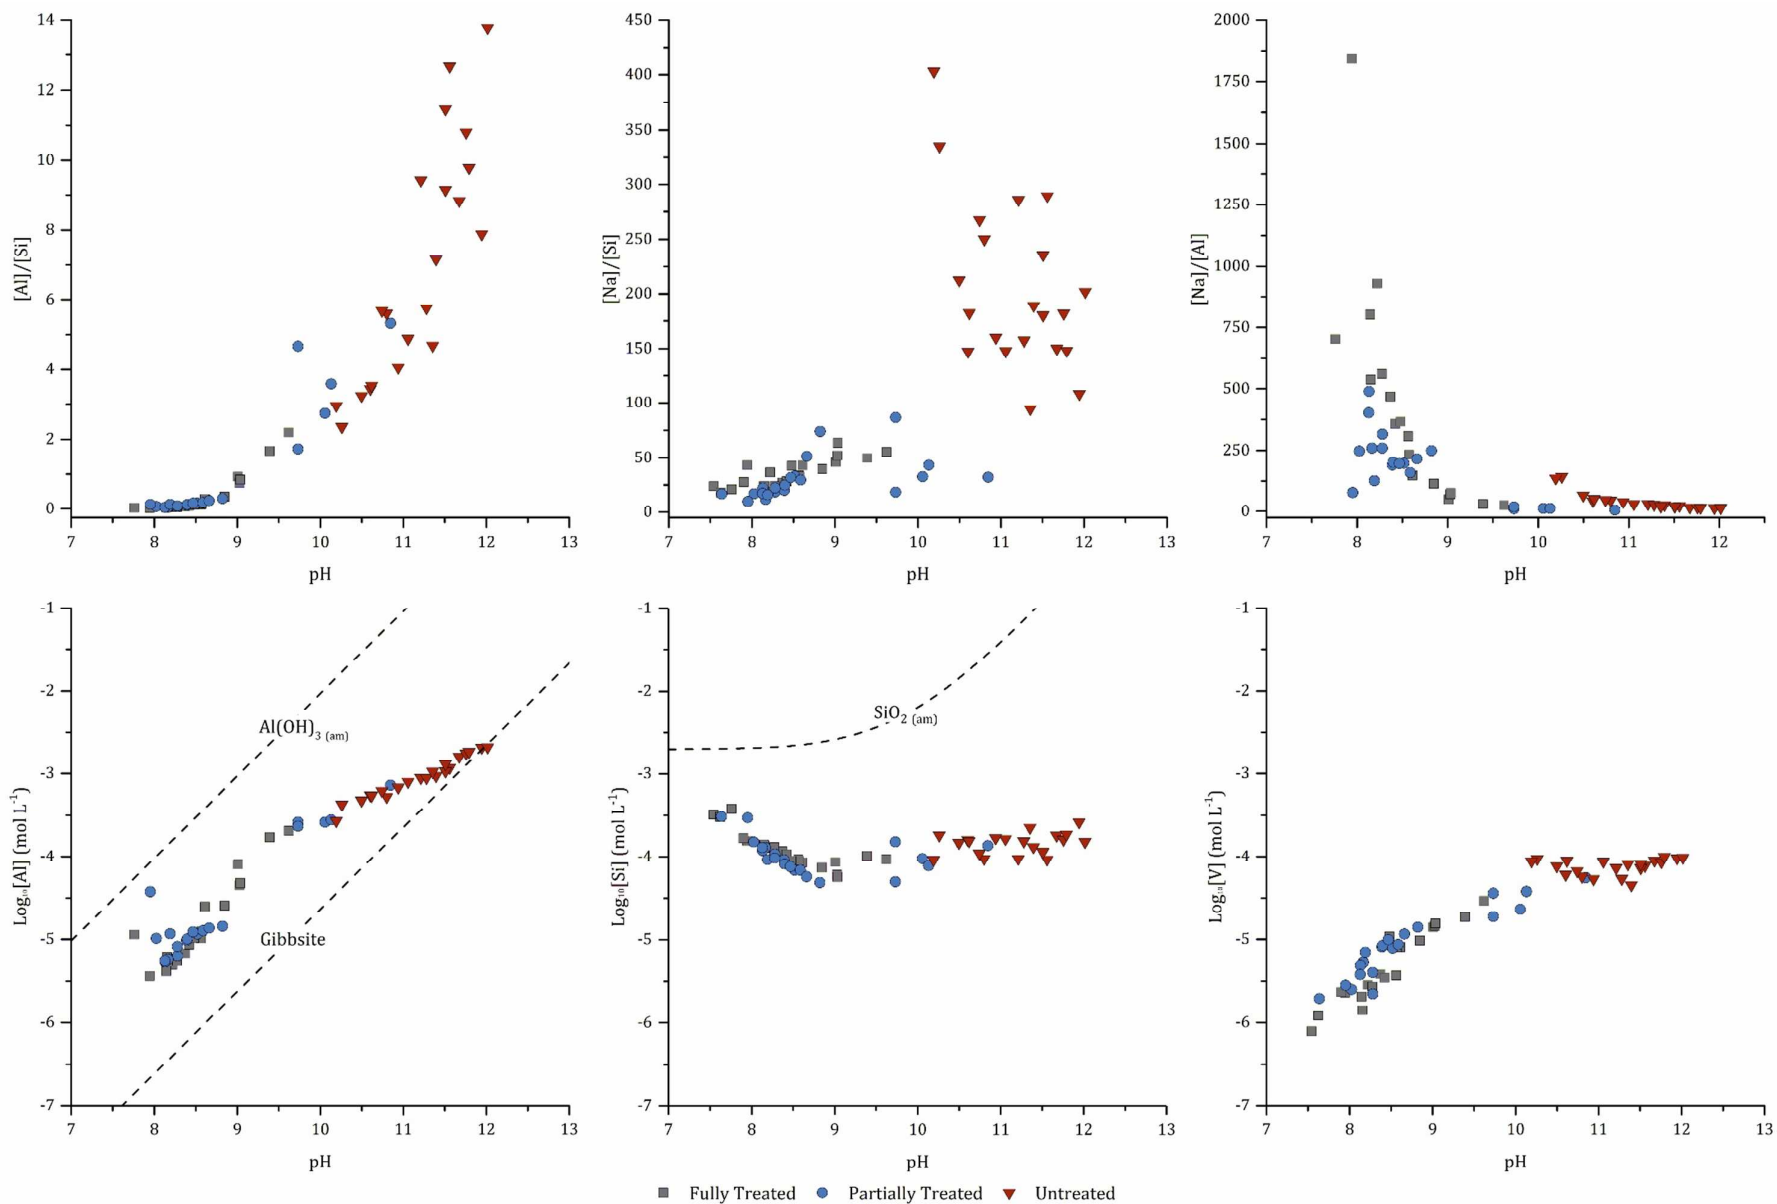 14
12
10
8
6
4
2
0
[Al]/[Si]
7 8 9 10 11 12 13
pH
450
400
350
300
250
200
150
100
50
0
[Na]/[Si]
7 8 9 10 11 12 13
pH
2000
1750
1500
1250
1000
750
500
250
0
[Na]/[Al]
7 8 9 10 11 12
pH
-1
-2
-3
-4
-5
-6
-7
Log₁₀[Al] (mol L⁻¹)
Al(OH)₃ (am)
Gibbsite
7 8 9 10 11 12 13
pH
-1
-2
-3
-4
-5
-6
-7
Log₁₀[Si] (mol L⁻¹)
SiO₂ (am)
7 8 9 10 11 12 13
pH
-1
-2
-3
-4
-5
-6
-7
Log₁₀[V] (mol L⁻¹)
7 8 9 10 11 12 13
pH
Fully Treated Partially Treated Untreated